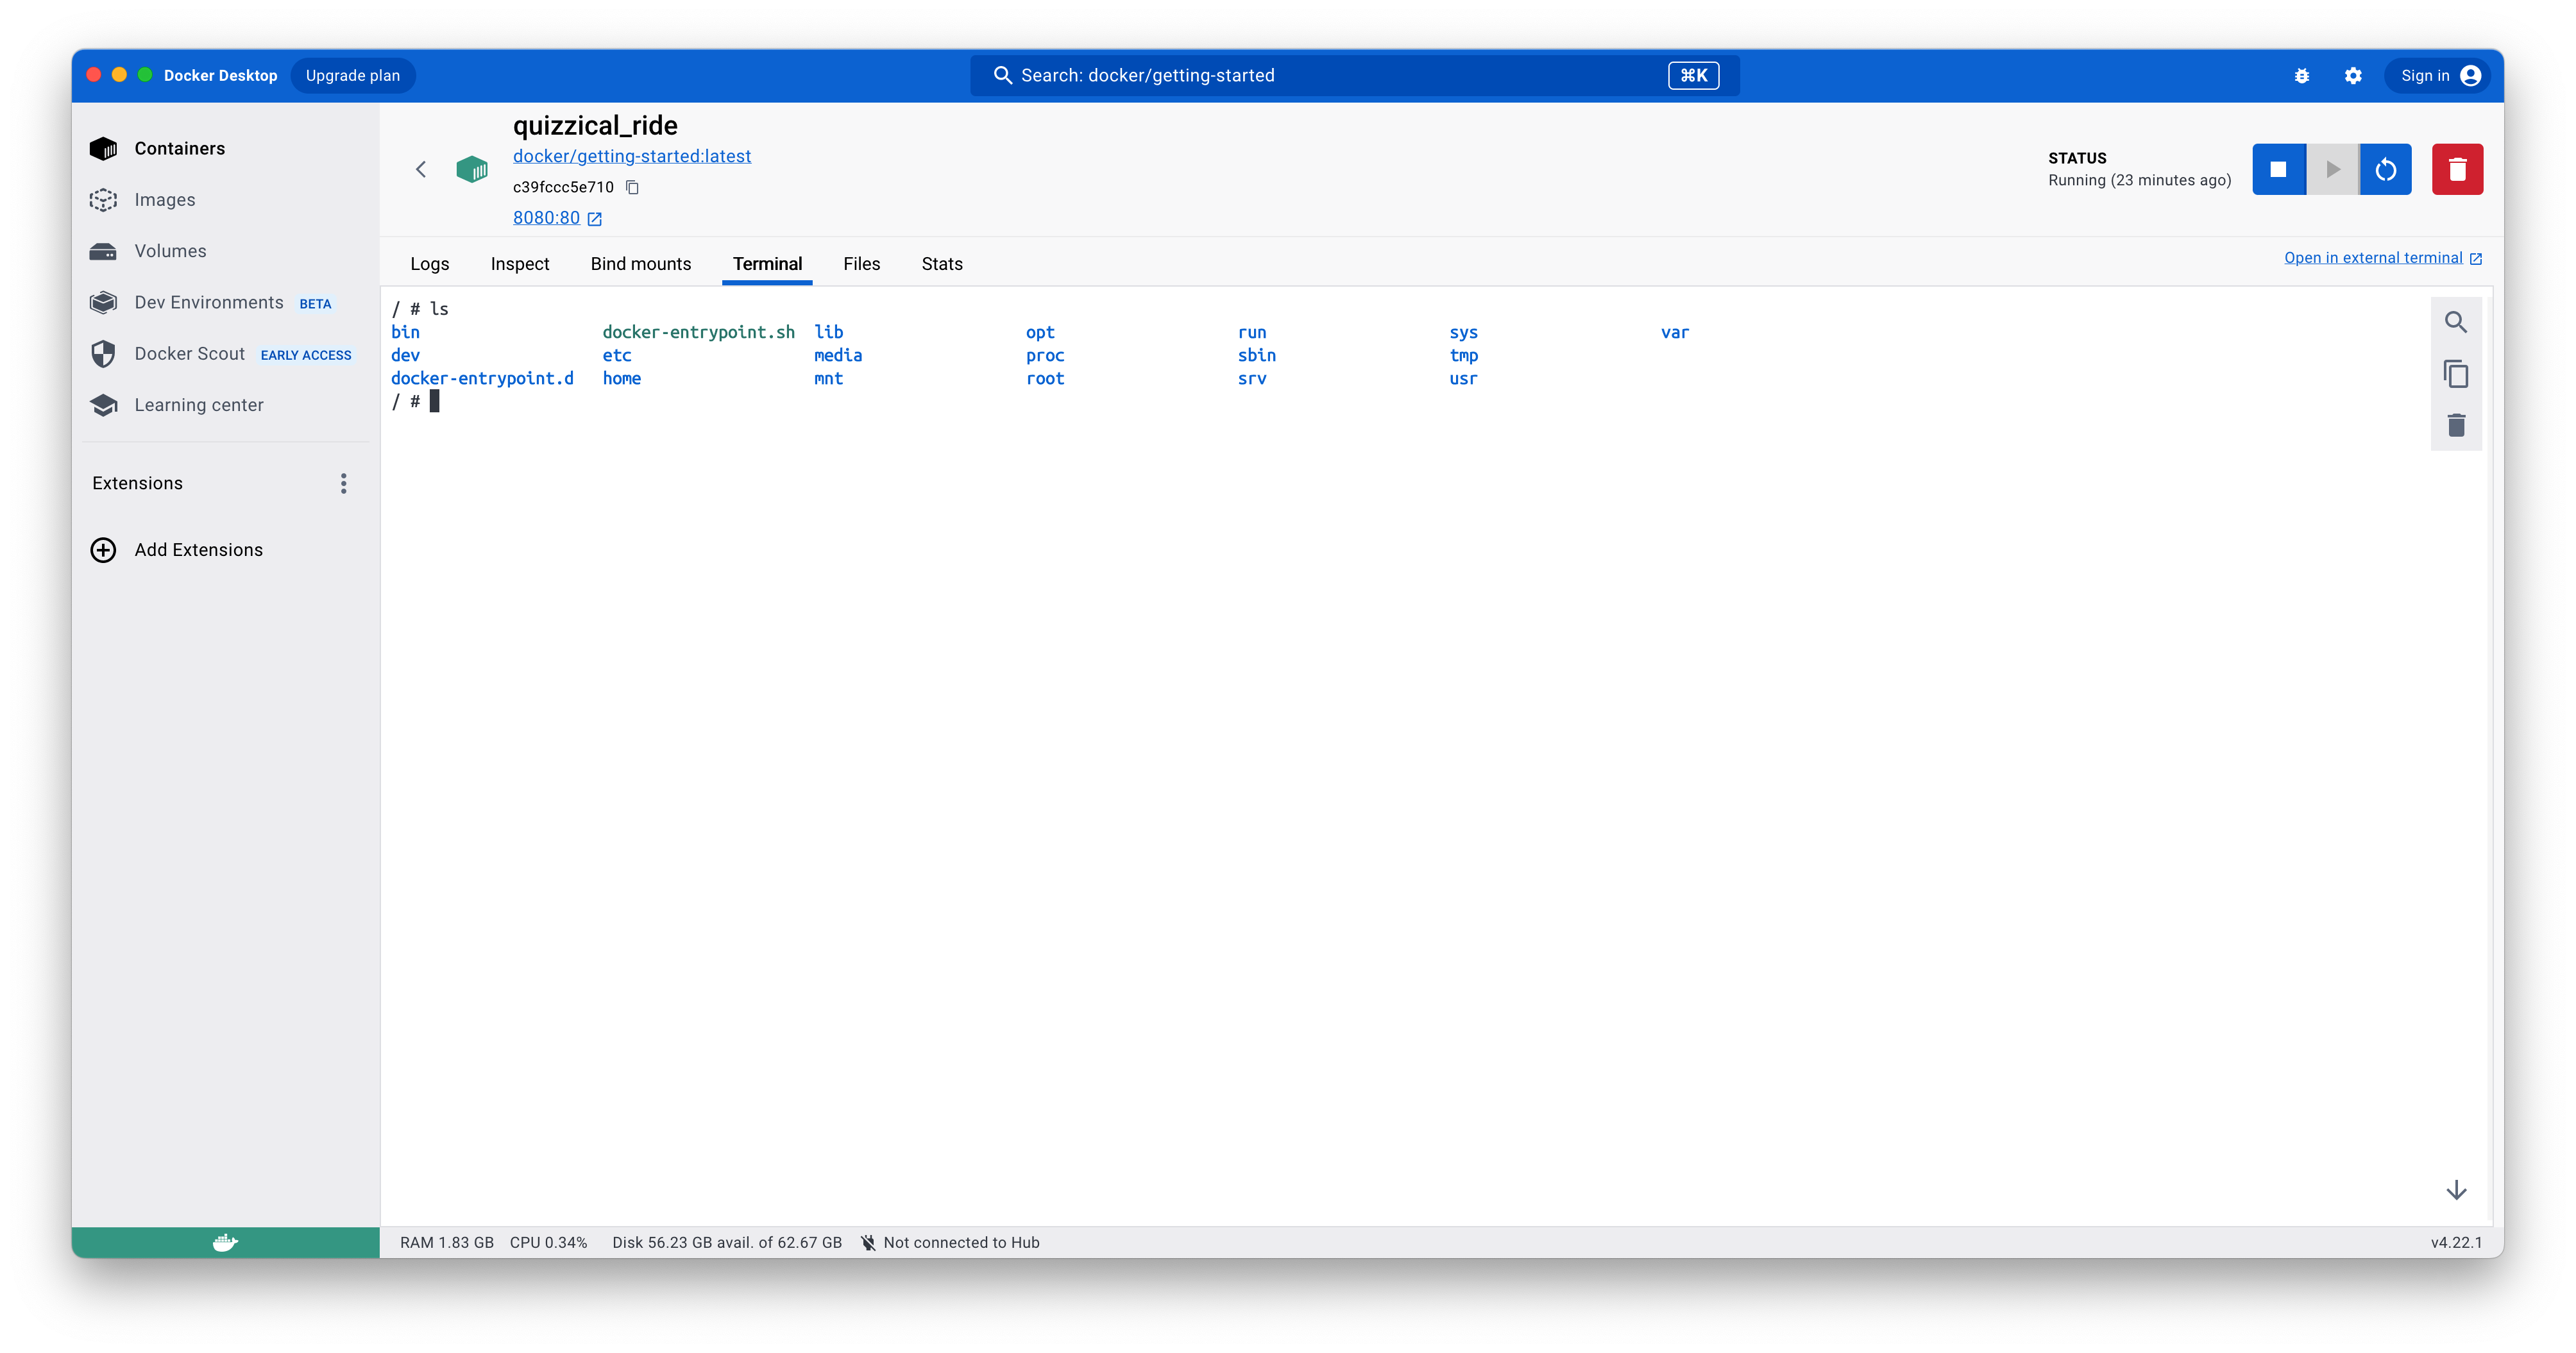 Docker Desktop Upgrade plan Search: docker/getting-started ⌘K Sign in
Containers
Images
Volumes
Dev Environments BETA
Docker Scout EARLY ACCESS
Learning center
Extensions
Add Extensions
quizzical_ride
docker/getting-started:latest
c39fccc5e710
8080:80
STATUS
Running (23 minutes ago)
Logs Inspect Bind mounts Terminal Files Stats
Open in external terminal
/ # ls
bin docker-entrypoint.sh lib opt run sys var
dev etc media proc sbin tmp
docker-entrypoint.d home mnt root srv usr
/ #
RAM 1.83 GB CPU 0.34% Disk 56.23 GB avail. of 62.67 GB Not connected to Hub v4.22.1